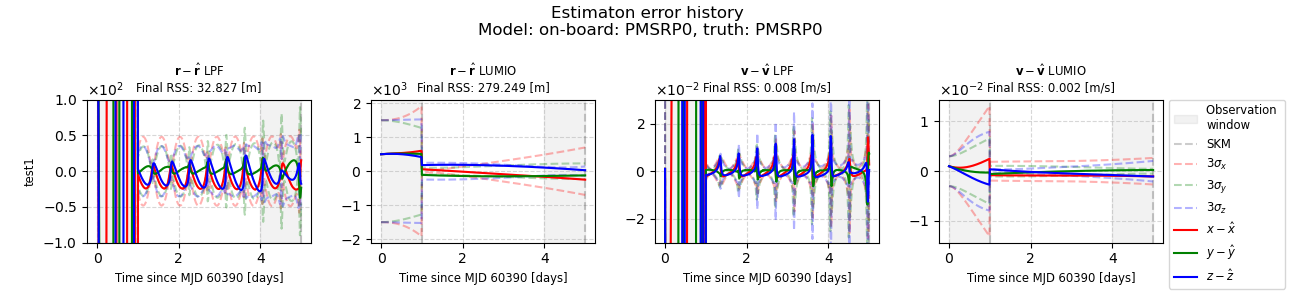 Estimaton error history
Model: on-board: PMSRP0, truth: PMSRP0
r − r̂ LPF
×10² Final RSS: 32.827 [m]
1.0
0.5
0.0
−0.5
−1.0
test1
0 2 4
Time since MJD 60390 [days]
r − r̂ LUMIO
×10³ Final RSS: 279.249 [m]
2
1
0
−1
−2
0 2 4
Time since MJD 60390 [days]
v − v̂ LPF
×10⁻² Final RSS: 0.008 [m/s]
2
0
−2
0 2 4
Time since MJD 60390 [days]
v − v̂ LUMIO
×10⁻² Final RSS: 0.002 [m/s]
1
0
−1
0 2 4
Time since MJD 60390 [days]
Observation
window
SKM
3σₓ
3σ_y
3σ_z
x − x̂
y − ŷ
z − ẑ